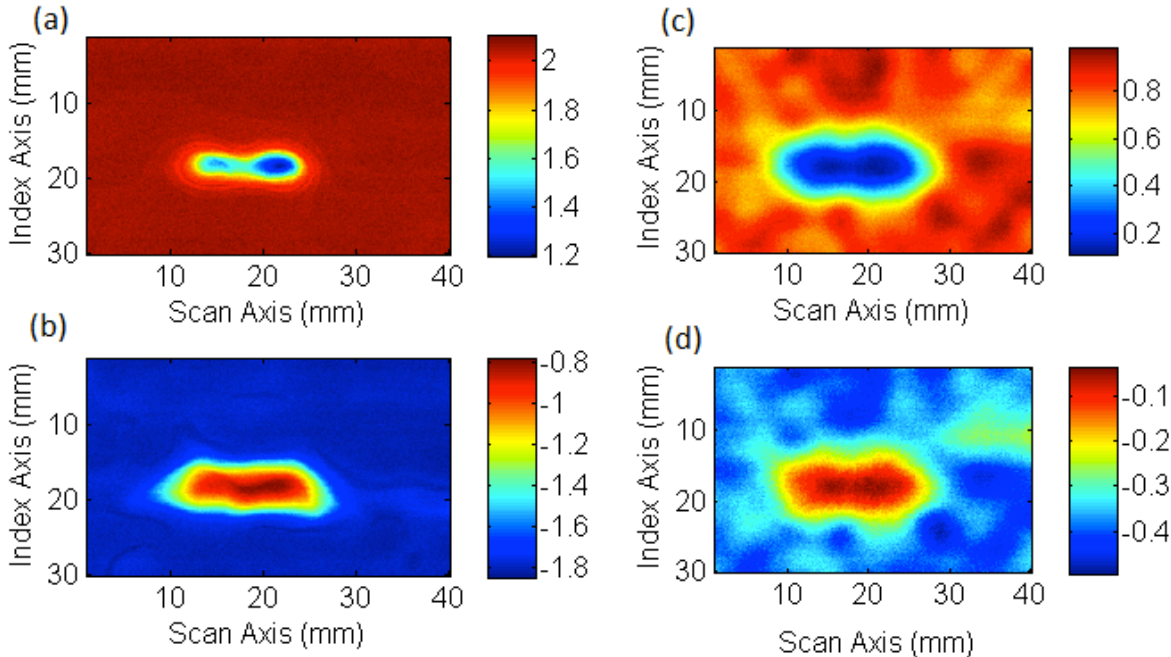 (a)
Index Axis (mm)
10
20
30
10 20 30 40
Scan Axis (mm)
2
1.8
1.6
1.4
1.2
(c)
Index Axis (mm)
10
20
30
10 20 30 40
Scan Axis (mm)
0.8
0.6
0.4
0.2
(b)
Index Axis (mm)
10
20
30
10 20 30 40
Scan Axis (mm)
-0.8
-1
-1.2
-1.4
-1.6
-1.8
(d)
Index Axis (mm)
10
20
30
10 20 30 40
Scan Axis (mm)
-0.1
-0.2
-0.3
-0.4